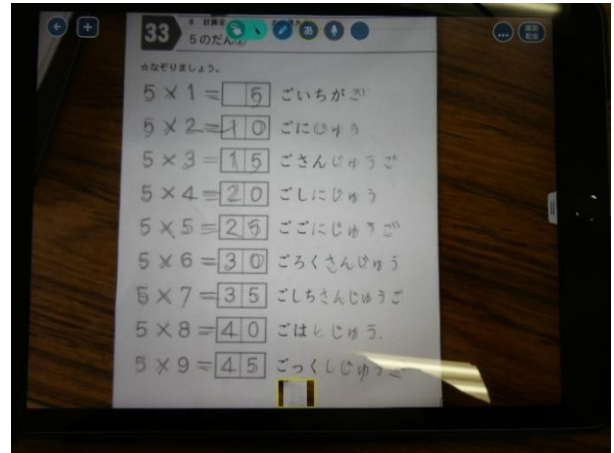 33
5のだん
☆なぞりましょう。
5×1=5 ごいちがご
5×2=10 ごにじゅう
5×3=15 ごさんじゅうご
5×4=20 ごしにじゅう
5×5=25 ごごにじゅうご
5×6=30 ごろくさんじゅう
5×7=35 ごしちさんじゅうご
5×8=40 ごはしじゅう
5×9=45 ごっくしじゅうご